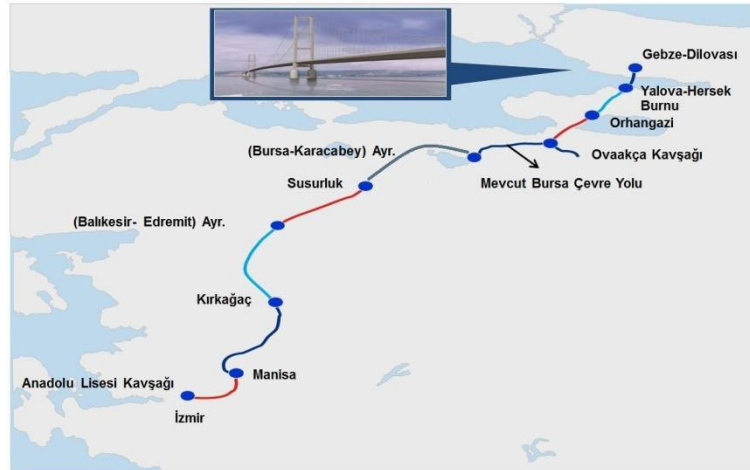 Gebze-Dilovası
Yalova-Hersek
Burnu
Orhangazi
Ovaakça Kavşağı
(Bursa-Karacabey) Ayr.
Mevcut Bursa Çevre Yolu
Susurluk
(Balıkesir- Edremit) Ayr.
Kırkağaç
Manisa
Anadolu Lisesi Kavşağı
İzmir